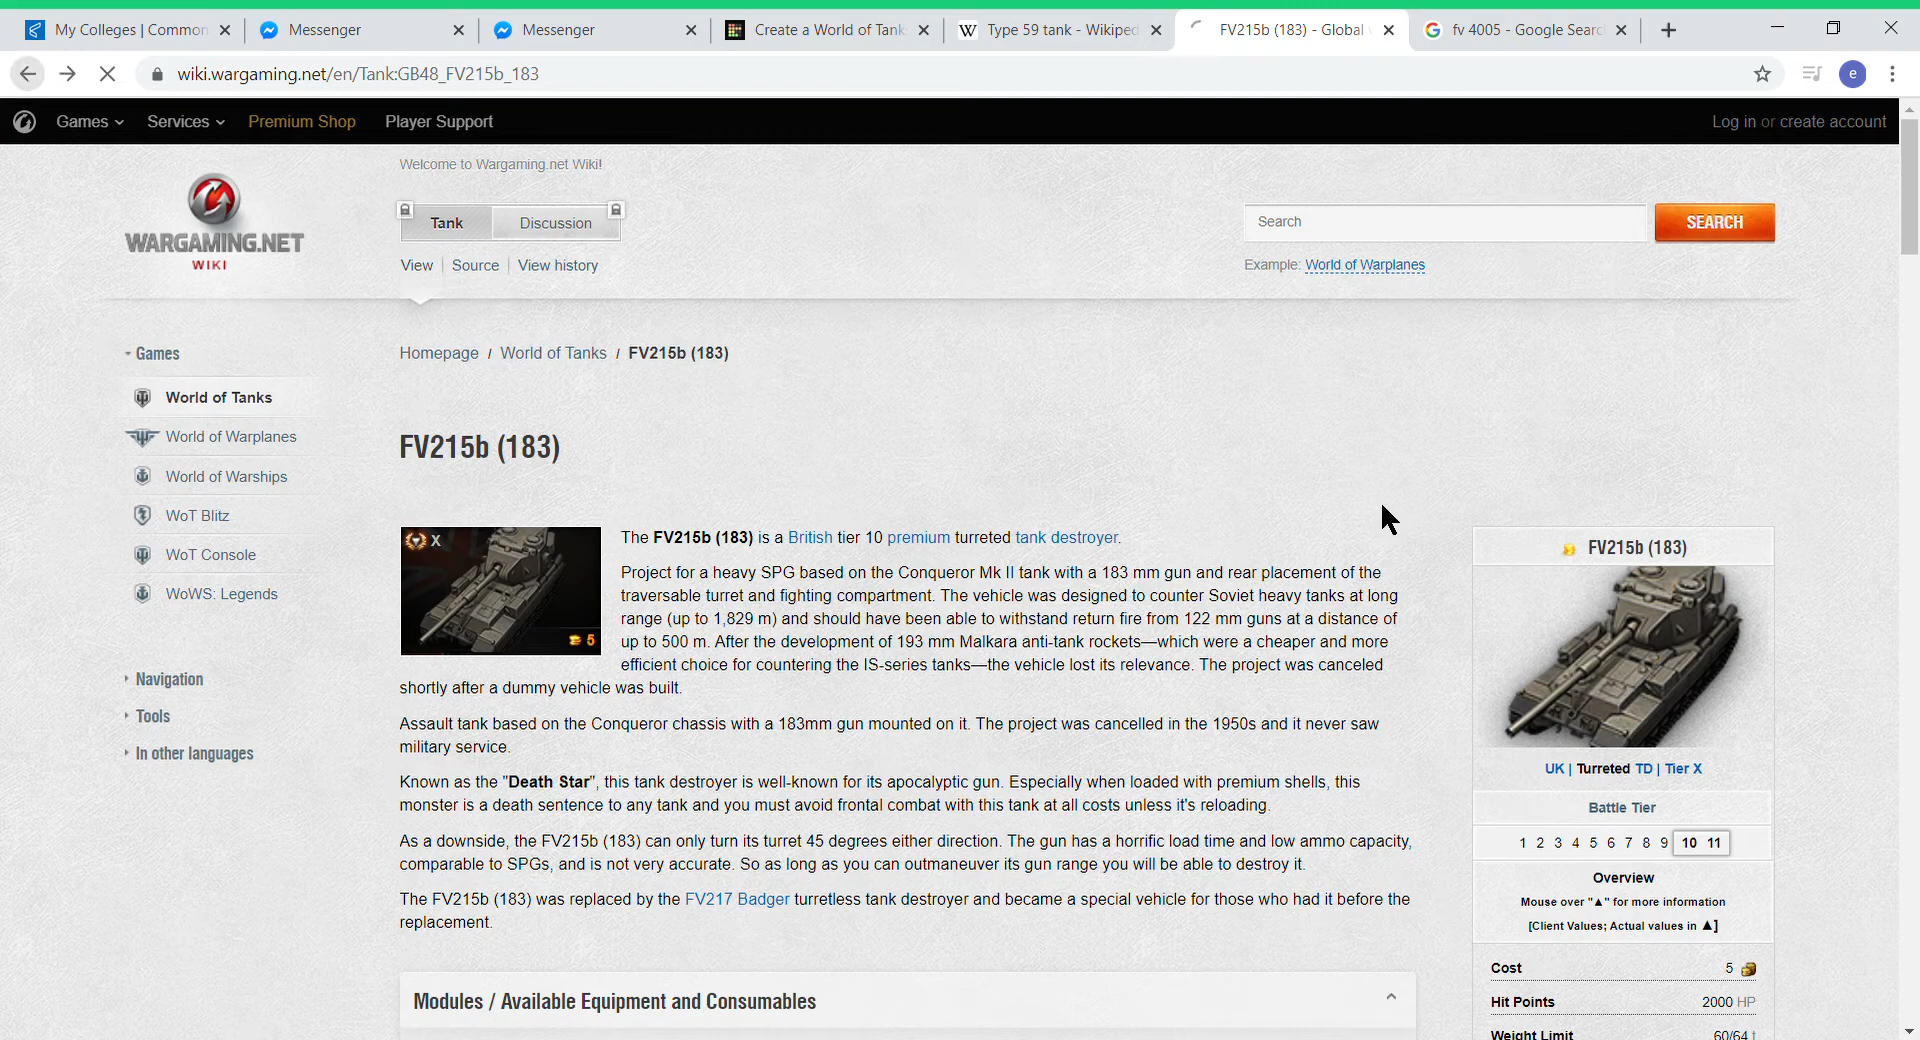 My Colleges | Common
Messenger
Messenger
Create a World of Tank
Type 59 tank - Wikiped
FV215b (183) - Global
fv 4005 - Google Searc
wiki.wargaming.net/en/Tank:GB48_FV215b_183
e
Games
Services
Premium Shop
Player Support
Log in or create account
Welcome to Wargaming.net Wiki!
WARGAMING.NET
WIKI
Tank
Discussion
Search
SEARCH
View
Source
View history
Example: World of Warplanes
Games
World of Tanks
World of Warplanes
World of Warships
WoT Blitz
WoT Console
WoWS: Legends
Navigation
Tools
In other languages
Homepage / World of Tanks / FV215b (183)
FV215b (183)
X
5
The FV215b (183) is a British tier 10 premium turreted tank destroyer.
Project for a heavy SPG based on the Conqueror Mk II tank with a 183 mm gun and rear placement of the
traversable turret and fighting compartment. The vehicle was designed to counter Soviet heavy tanks at long
range (up to 1,829 m) and should have been able to withstand return fire from 122 mm guns at a distance of
up to 500 m. After the development of 193 mm Malkara anti-tank rockets—which were a cheaper and more
efficient choice for countering the IS-series tanks—the vehicle lost its relevance. The project was canceled
shortly after a dummy vehicle was built.
Assault tank based on the Conqueror chassis with a 183mm gun mounted on it. The project was cancelled in the 1950s and it never saw
military service.
Known as the "Death Star", this tank destroyer is well-known for its apocalyptic gun. Especially when loaded with premium shells, this
monster is a death sentence to any tank and you must avoid frontal combat with this tank at all costs unless it's reloading.
As a downside, the FV215b (183) can only turn its turret 45 degrees either direction. The gun has a horrific load time and low ammo capacity,
comparable to SPGs, and is not very accurate. So as long as you can outmaneuver its gun range you will be able to destroy it.
The FV215b (183) was replaced by the FV217 Badger turretless tank destroyer and became a special vehicle for those who had it before the
replacement.
Modules / Available Equipment and Consumables
FV215b (183)
UK | Turreted TD | Tier X
Battle Tier
1 2 3 4 5 6 7 8 9 10 11
Overview
Mouse over "▲" for more information
[Client Values; Actual values in ▲]
Cost 5
Hit Points 2000 HP
Weight Limit 60/64 t